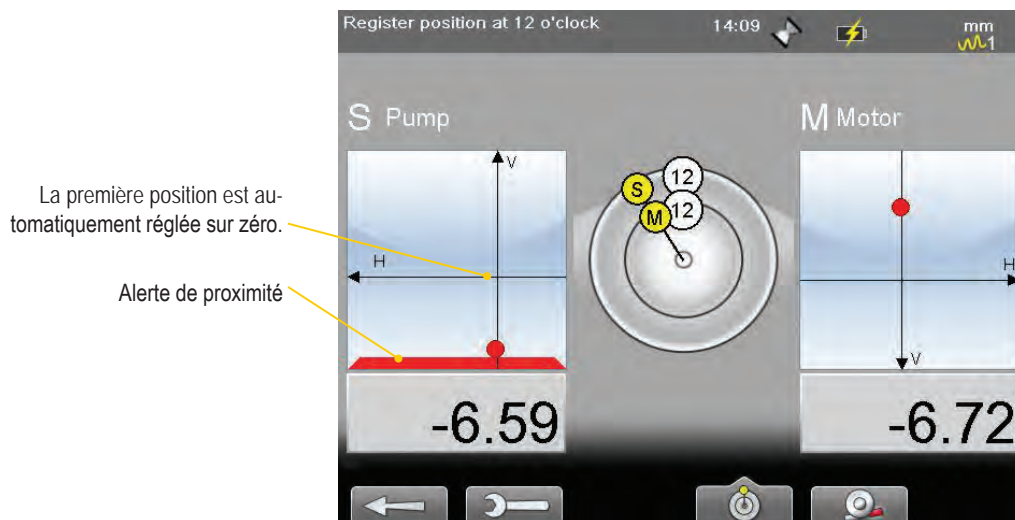 Register position at 12 o'clock 14:09 mm
1
S Pump M Motor
V
12
S
M 12
H
H
V
La première position est au-
tomatiquement réglée sur zéro.
Alerte de proximité
-6.59 -6.72